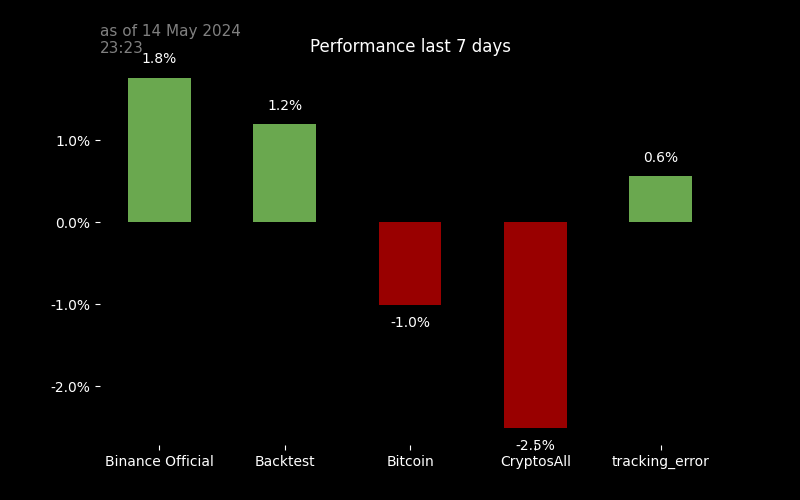 as of 14 May 2024
23:23
Performance last 7 days
1.8%
1.2%
0.6%
1.0%
0.0%
-1.0%
-1.0%
-2.0%
-2.5%
Binance Official
Backtest
Bitcoin
CryptosAll
tracking_error